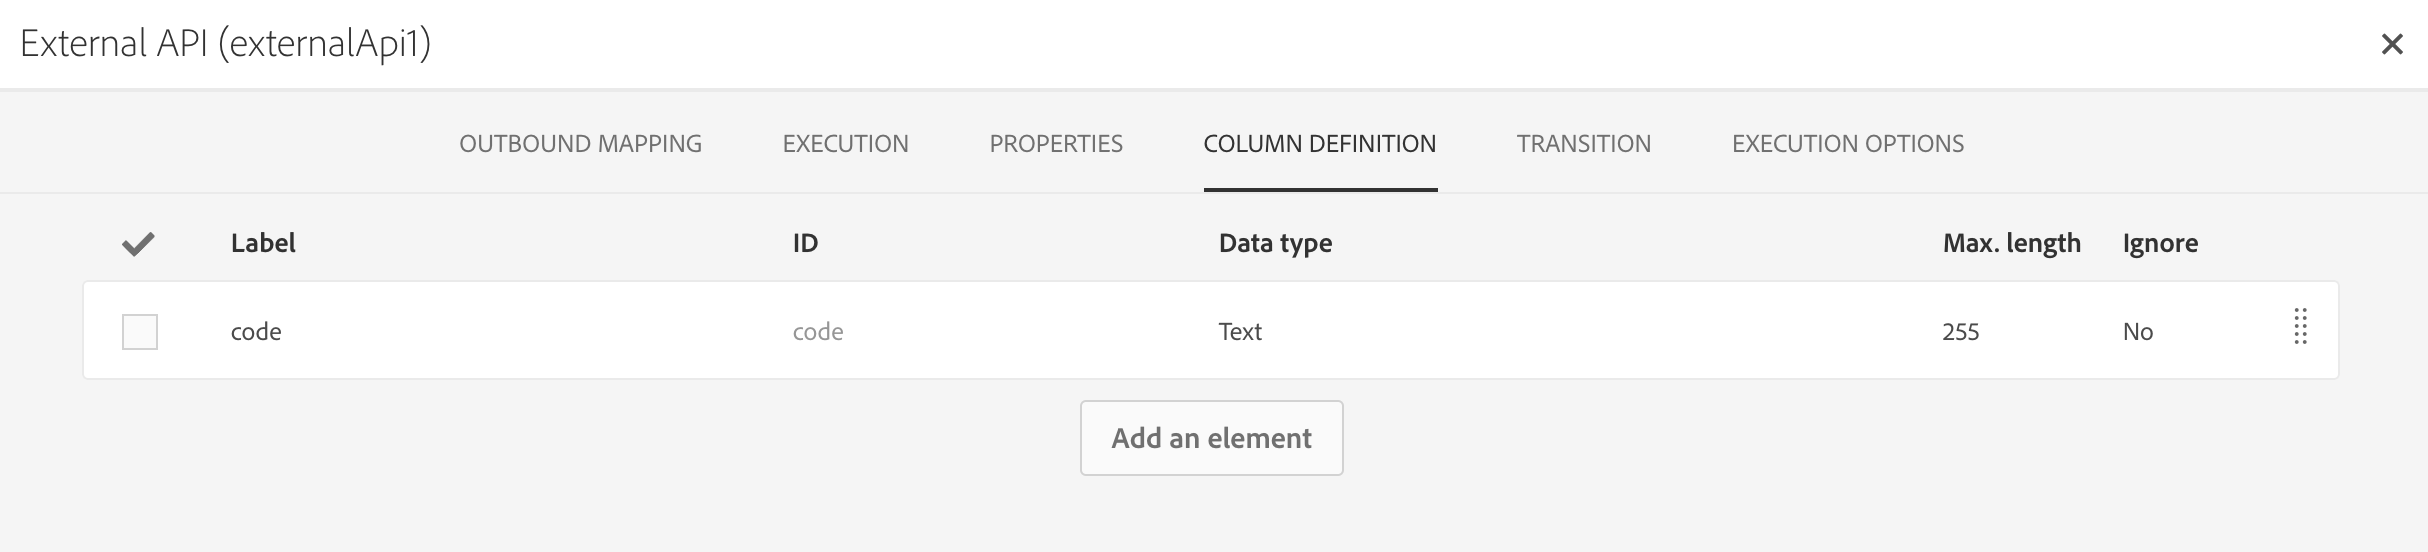 External API (externalApi1)
OUTBOUND MAPPING EXECUTION PROPERTIES COLUMN DEFINITION TRANSITION EXECUTION OPTIONS
Label ID Data type Max. length Ignore
code code Text 255 No
Add an element